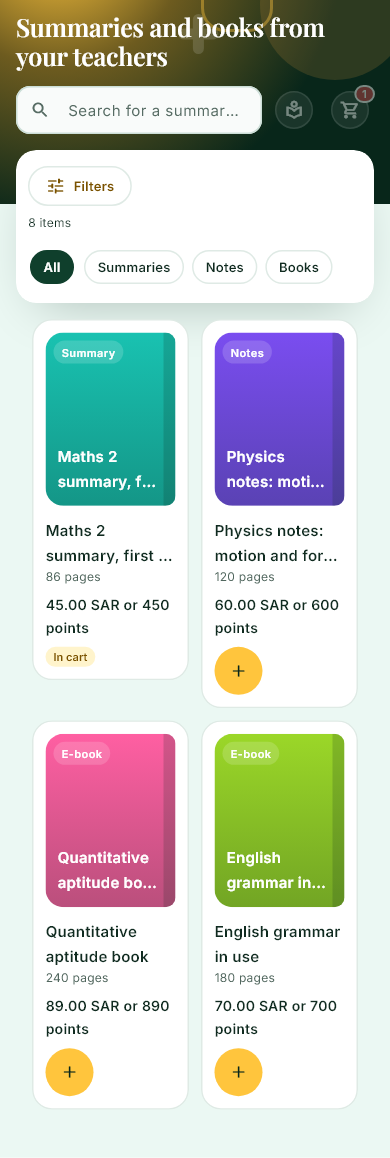 Summaries and books from
your teachers
Search for a summar...
1
Filters
8 items
All
Summaries
Notes
Books
Summary
Maths 2
summary, f...
Maths 2
summary, first ...
86 pages
45.00 SAR or 450
points
In cart
Notes
Physics
notes: moti...
Physics notes:
motion and for...
120 pages
60.00 SAR or 600
points
+
E-book
Quantitative
aptitude bo...
Quantitative
aptitude book
240 pages
89.00 SAR or 890
points
+
E-book
English
grammar in...
English grammar
in use
180 pages
70.00 SAR or 700
points
+